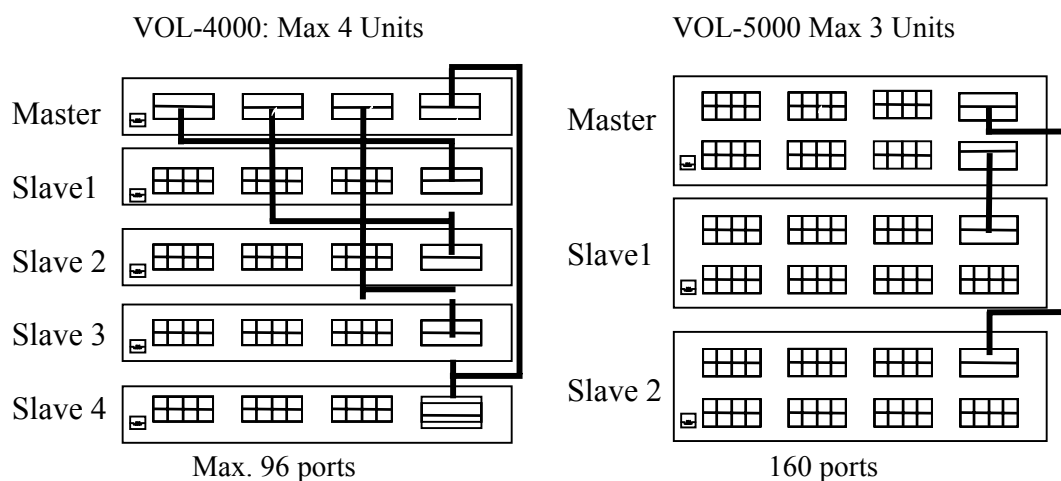 VOL-4000: Max 4 Units
Master
Slave1
Slave 2
Slave 3
Slave 4
Max. 96 ports
VOL-5000 Max 3 Units
Master
Slave1
Slave 2
160 ports